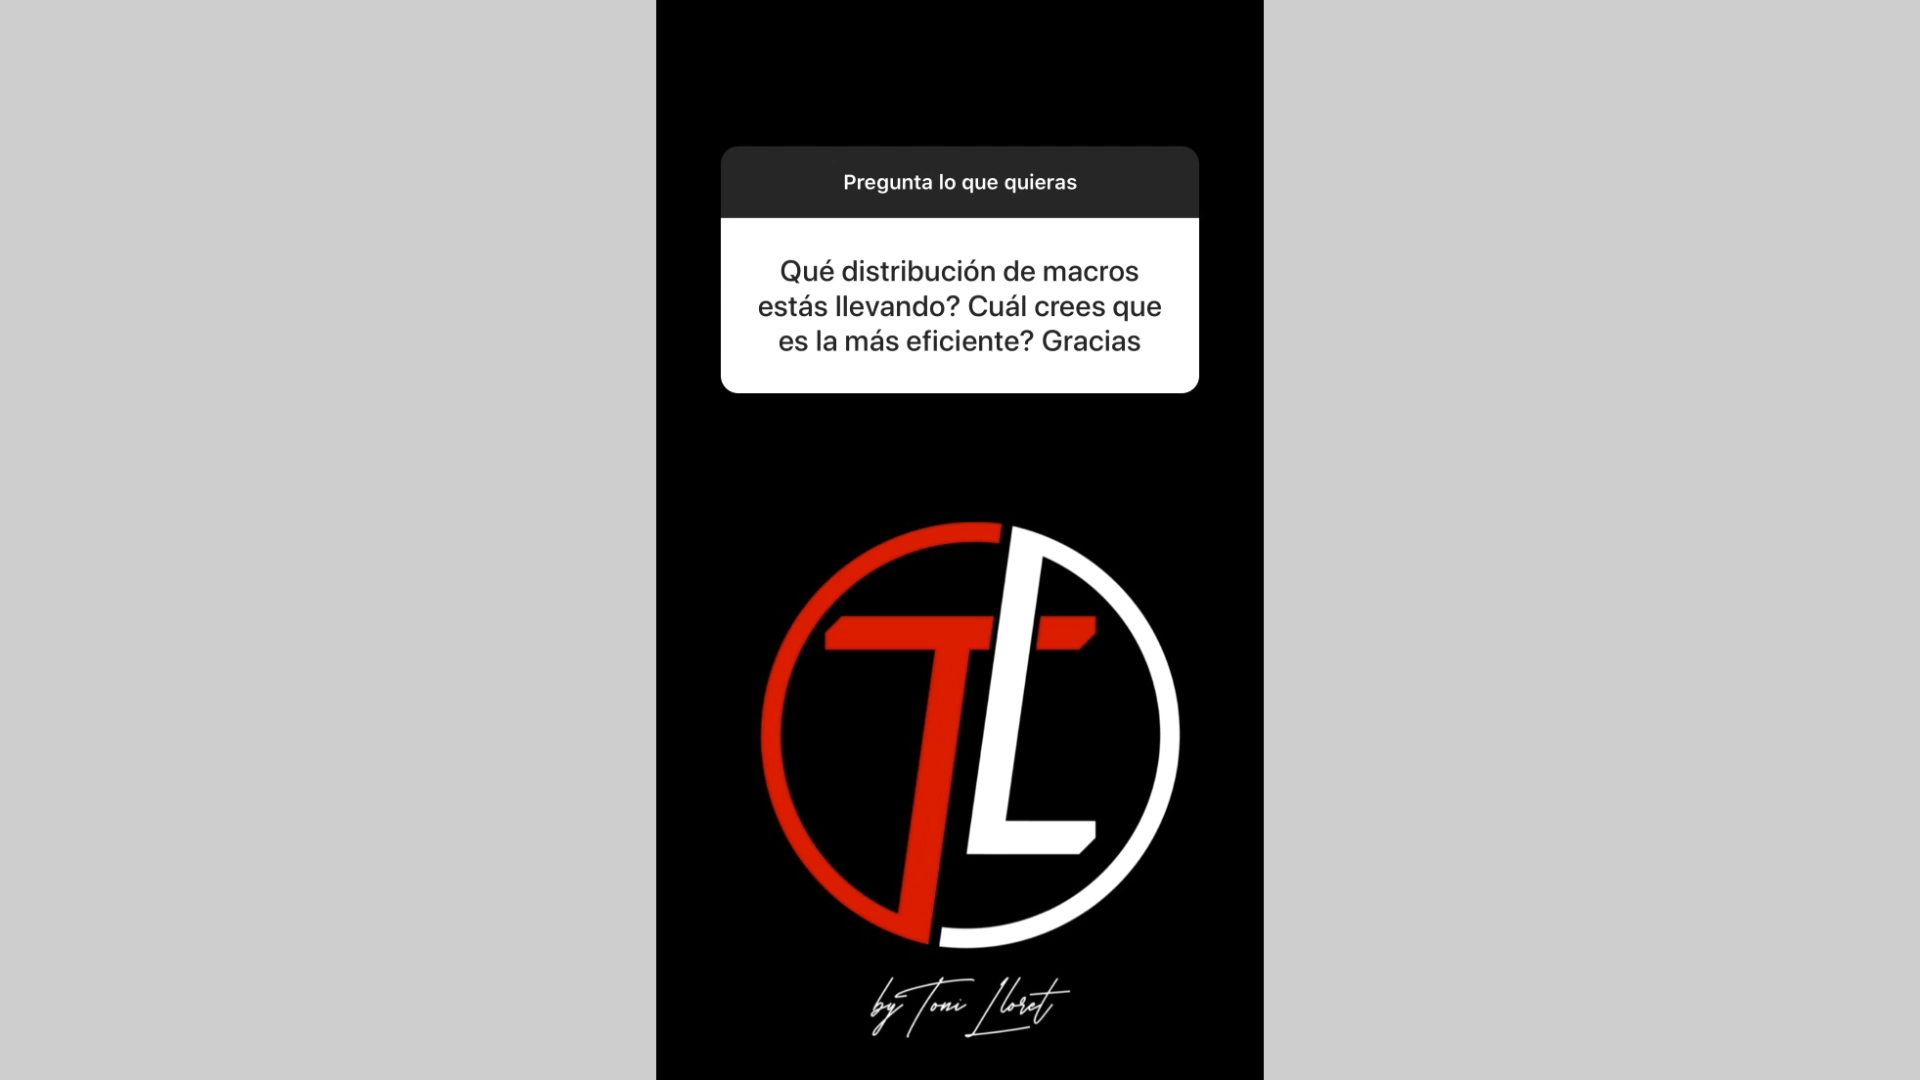 Pregunta lo que quieras
Qué distribución de macros
estás llevando? Cuál crees que
es la más eficiente? Gracias
TL
by Toni Lloret